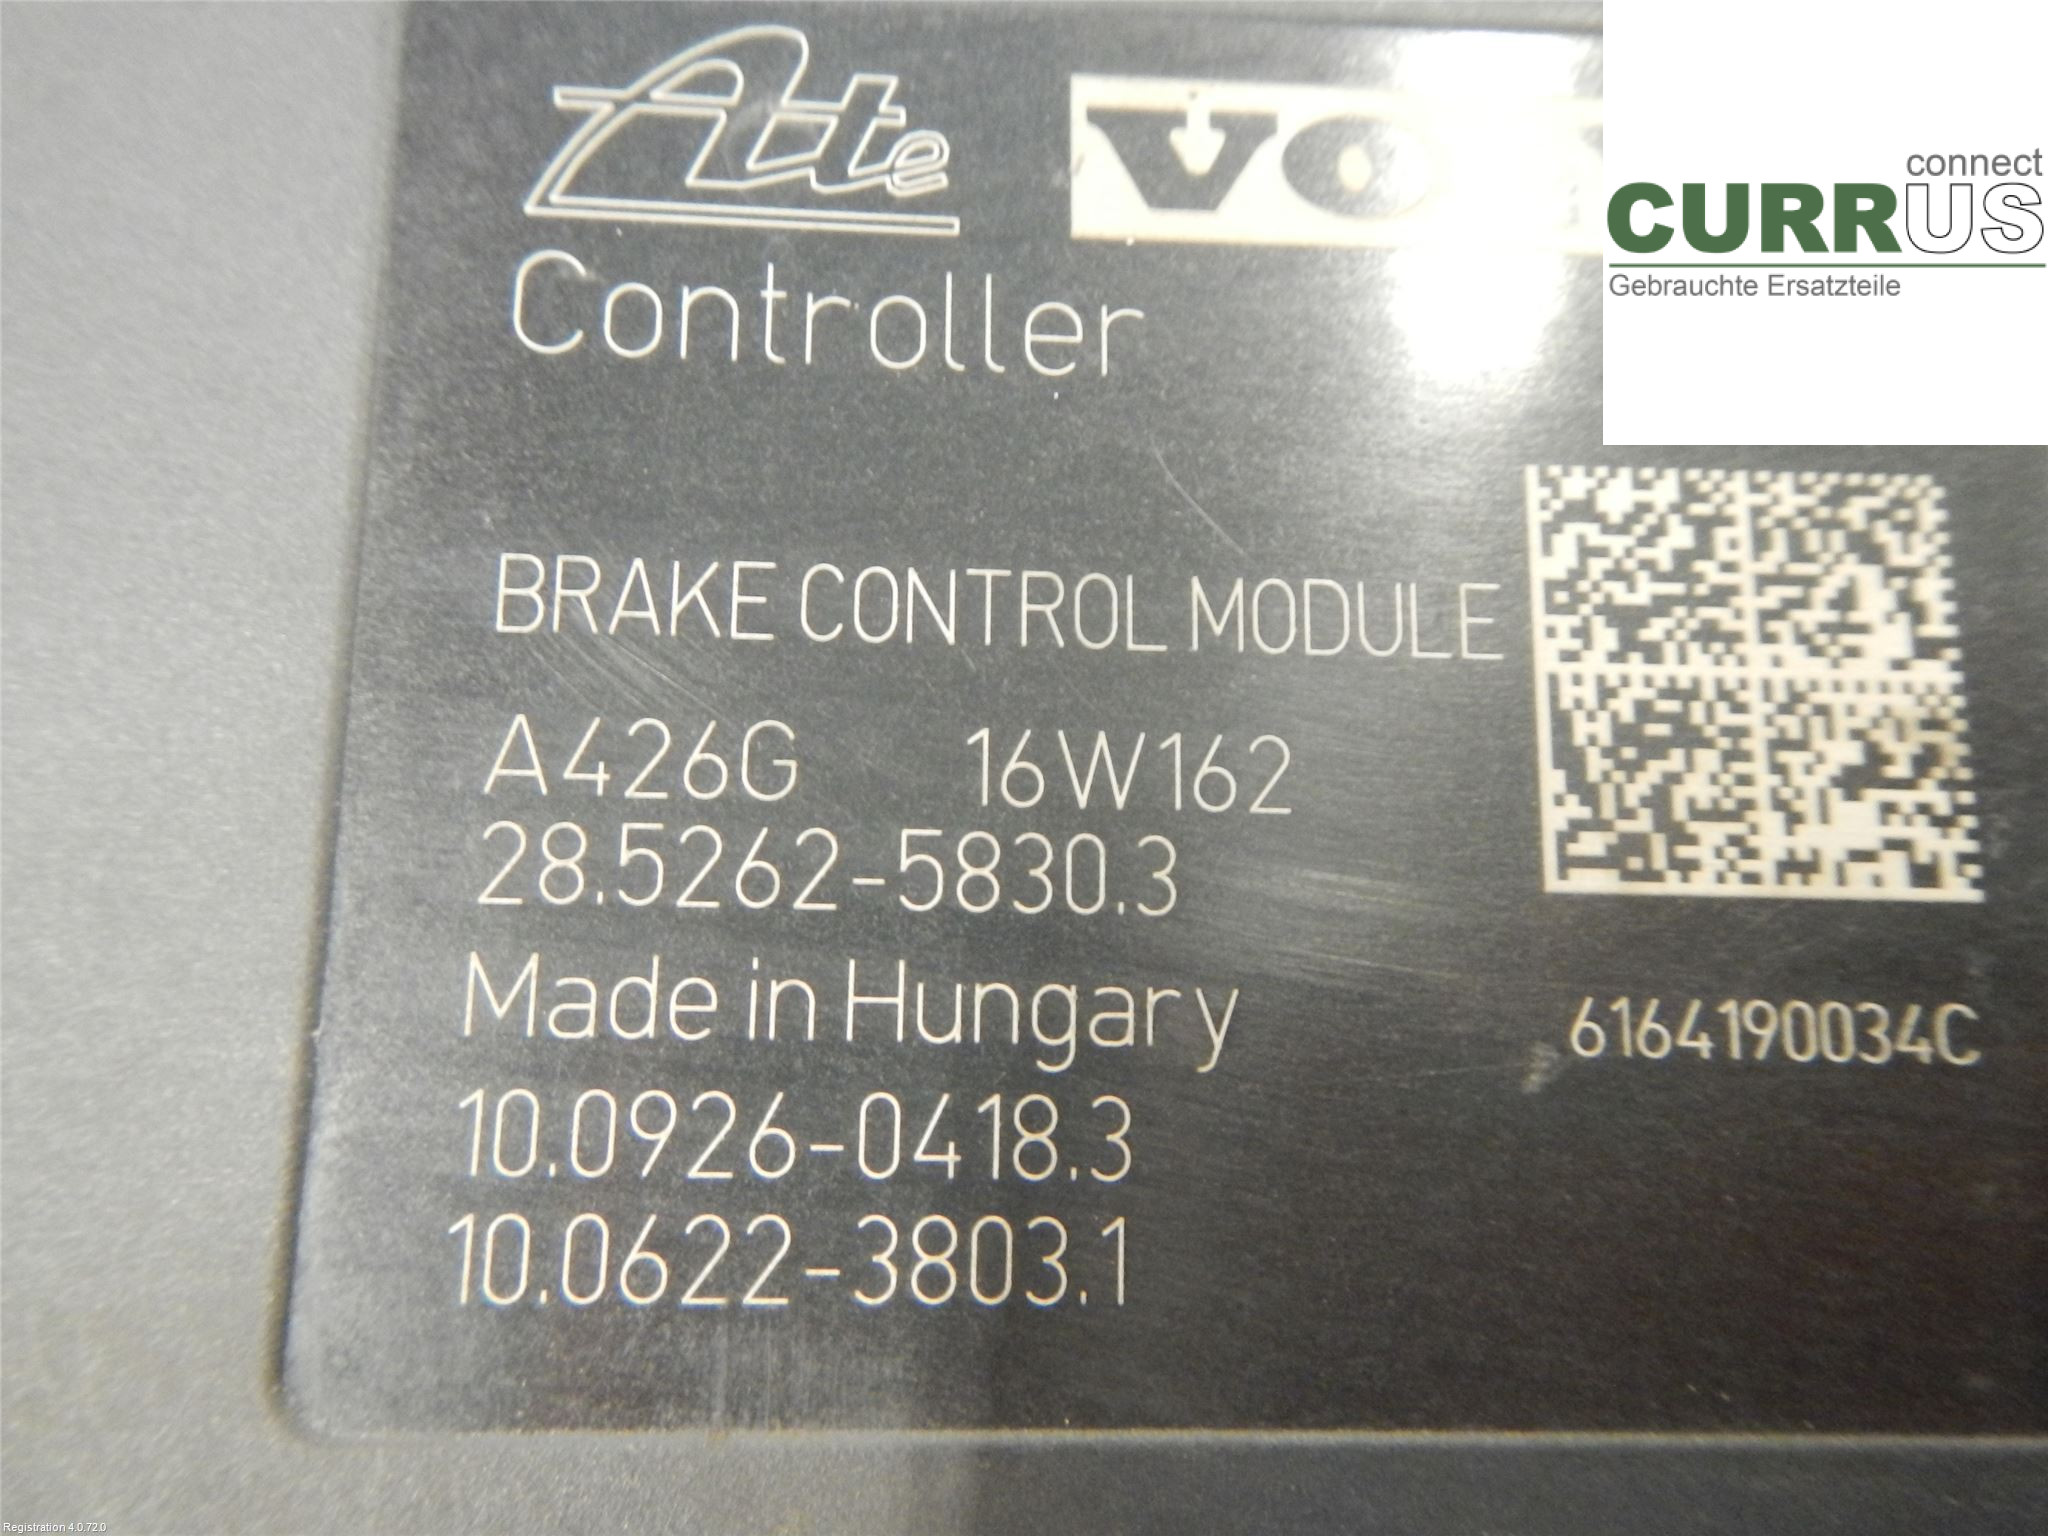 Ate
connect
CURRUS
Gebrauchte Ersatzteile
Controller
BRAKE CONTROL MODULE
A426G 16W162
28.5262-5830.3
Made in Hungary
6164190034C
10.0926-0418.3
10.0622-3803.1
Registration 4.0.72.0